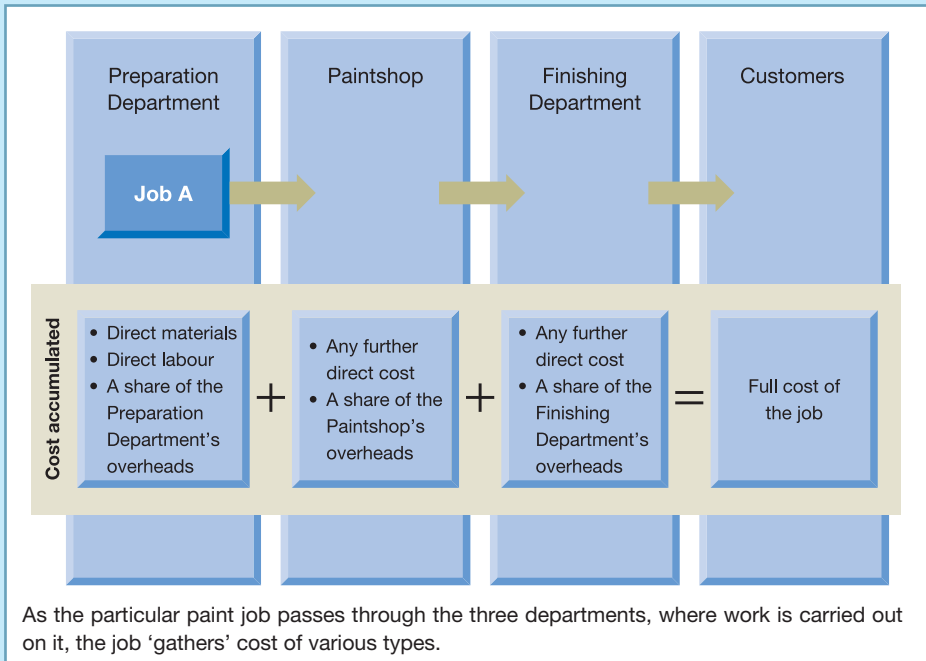 Preparation
Department
Paintshop
Finishing
Department
Customers
Job A
Cost accumulated
• Direct materials
• Direct labour
• A share of the
Preparation
Department’s
overheads
+
• Any further
direct cost
• A share of the
Paintshop’s
overheads
+
• Any further
direct cost
• A share of the
Finishing
Department’s
overheads
=
Full cost of
the job
As the particular paint job passes through the three departments, where work is carried out
on it, the job ‘gathers’ cost of various types.